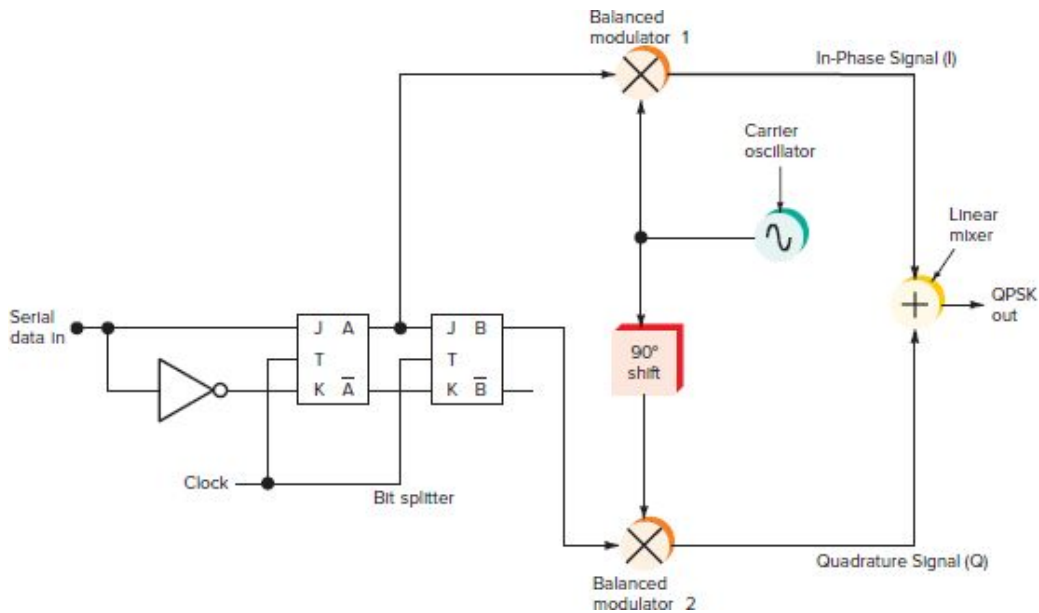 Balanced
modulator 1
In-Phase Signal (I)
Carrier
oscillator
Linear
mixer
QPSK
out
Serial
data in
J A
T
K A̅
J B
T
K B̅
90°
shift
Clock
Bit splitter
Quadrature Signal (Q)
Balanced
modulator 2